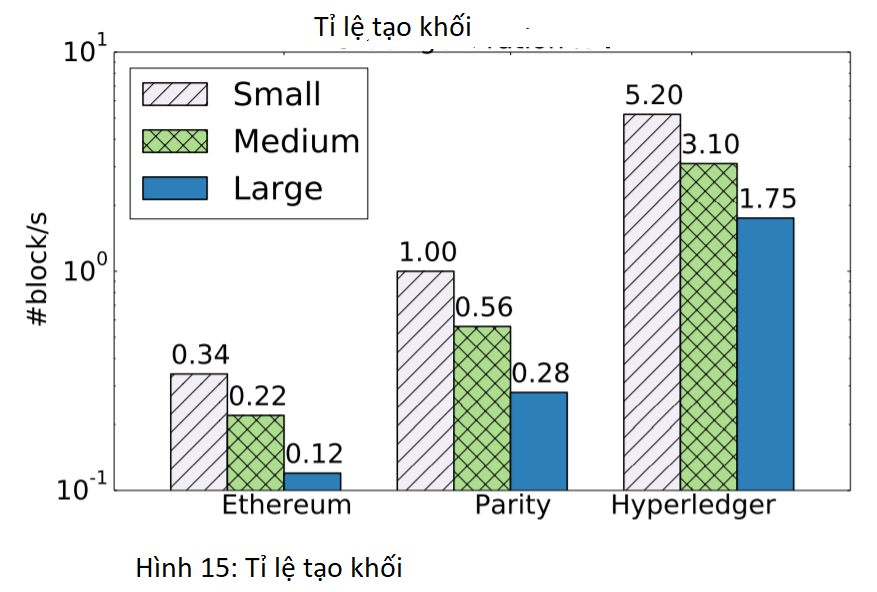 Tỉ lệ tạo khối
10¹
Small
Medium
Large
5.20
3.10
1.75
#block/s
10⁰
1.00
0.56
0.28
0.34
0.22
0.12
10⁻¹
Ethereum Parity Hyperledger
Hình 15: Tỉ lệ tạo khối